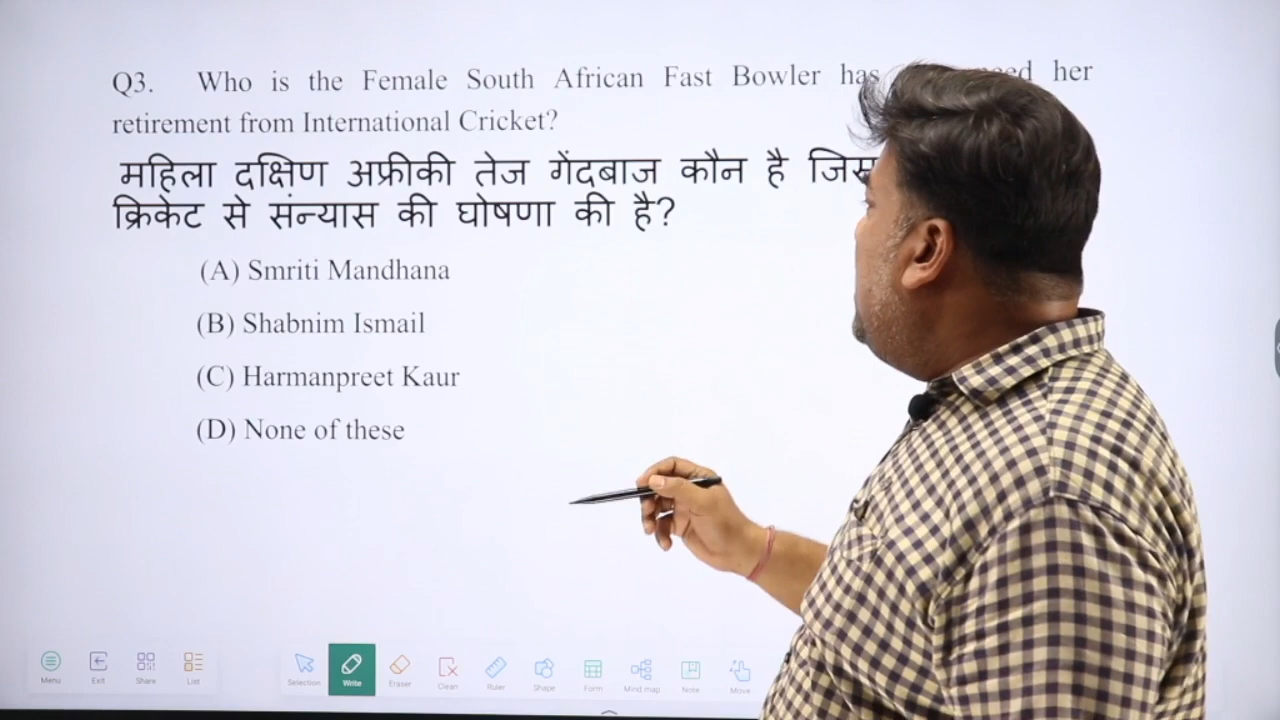 Q3. Who is the Female South African Fast Bowler has her
retirement from International Cricket?
महिला दक्षिण अफ्रीकी तेज गेंदबाज कौन है
क्रिकेट से संन्यास की घोषणा की है?
(A) Smriti Mandhana
(B) Shabnim Ismail
(C) Harmanpreet Kaur
(D) None of these
Menu Exit Share List Selection Write Eraser Clean Ruler Shape Form Mind map Note Move